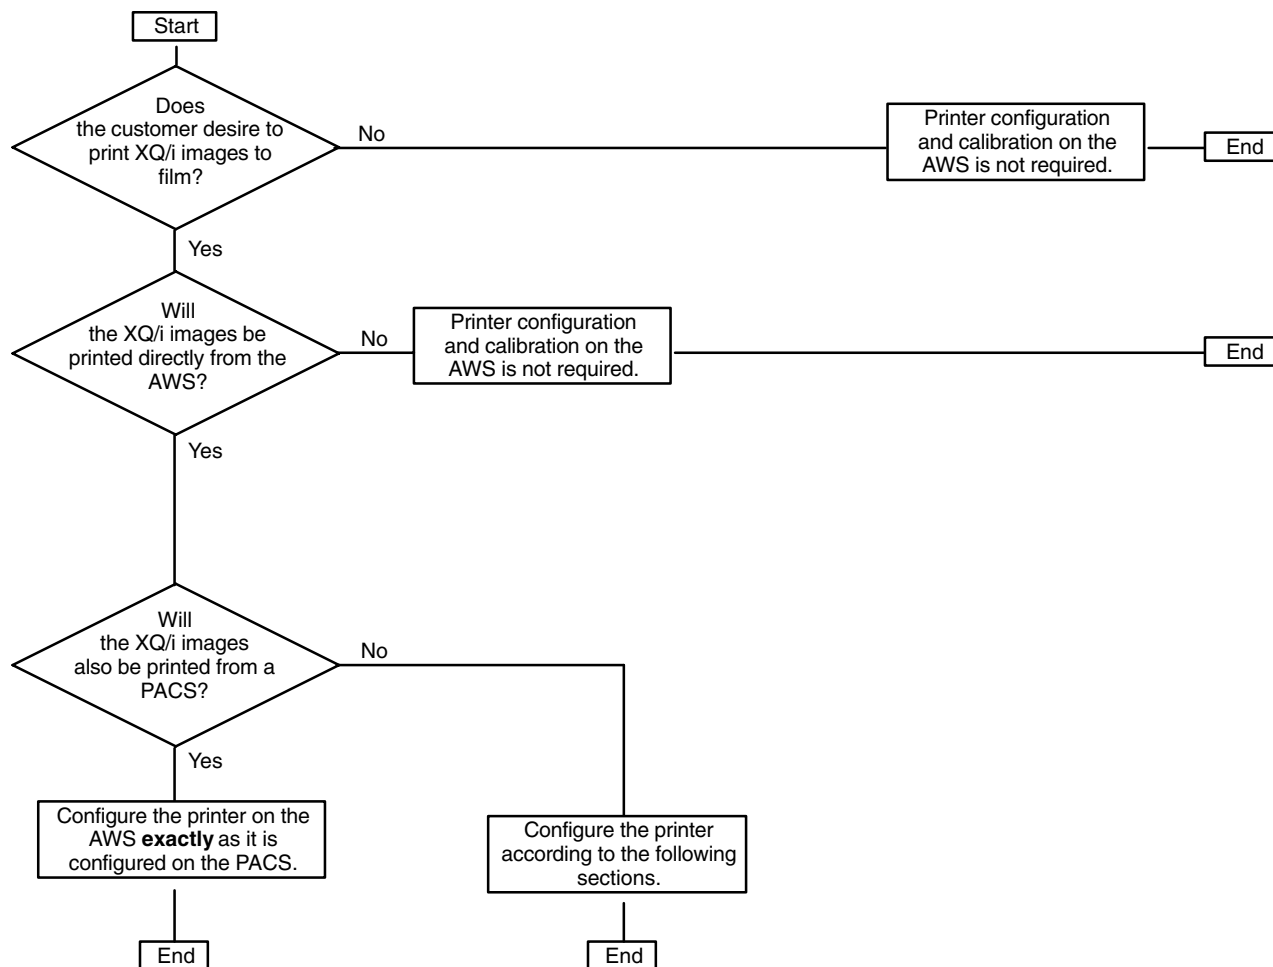 Start
Does
the customer desire to
print XQ/i images to
film?
No
Printer configuration
and calibration on the
AWS is not required.
End
Yes
Will
the XQ/i images be
printed directly from the
AWS?
No
Printer configuration
and calibration on the
AWS is not required.
End
Yes
Will
the XQ/i images
also be printed from a
PACS?
No
Yes
Configure the printer on the
AWS exactly as it is
configured on the PACS.
Configure the printer
according to the following
sections.
End
End